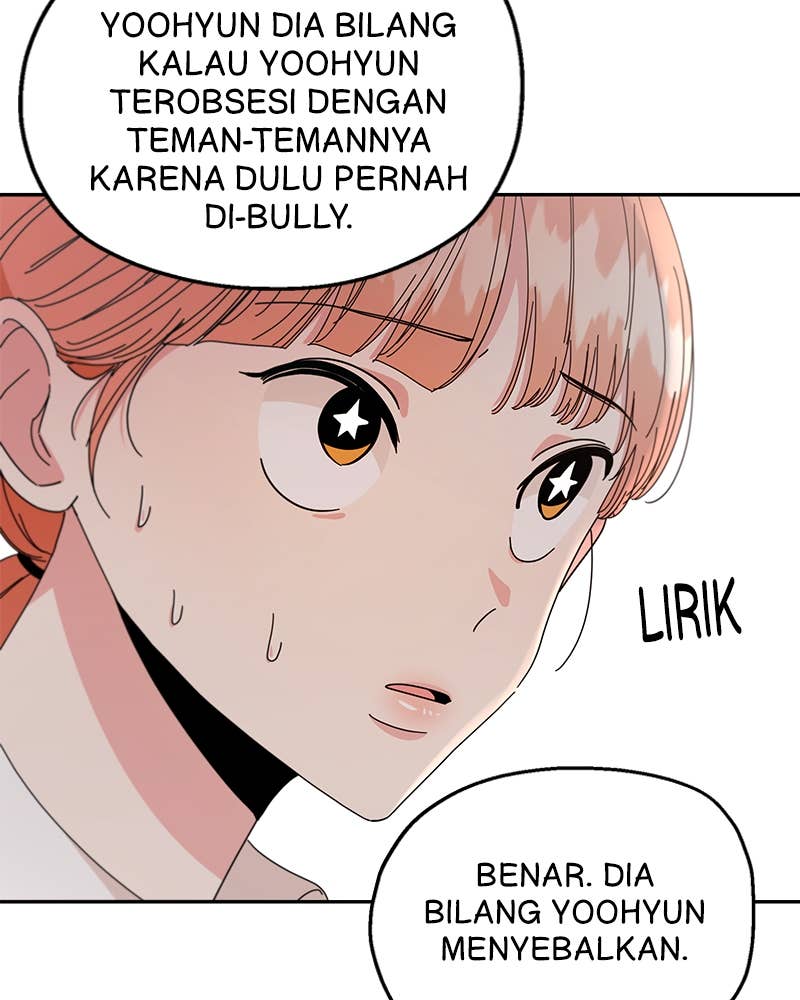 YOOHYUN DIA BILANG
KALAU YOOHYUN
TEROBSESI DENGAN
TEMAN-TEMANNYA
KARENA DULU PERNAH
DI-BULLY.
LIRIK
BENAR. DIA
BILANG YOOHYUN
MENYEBALKAN.